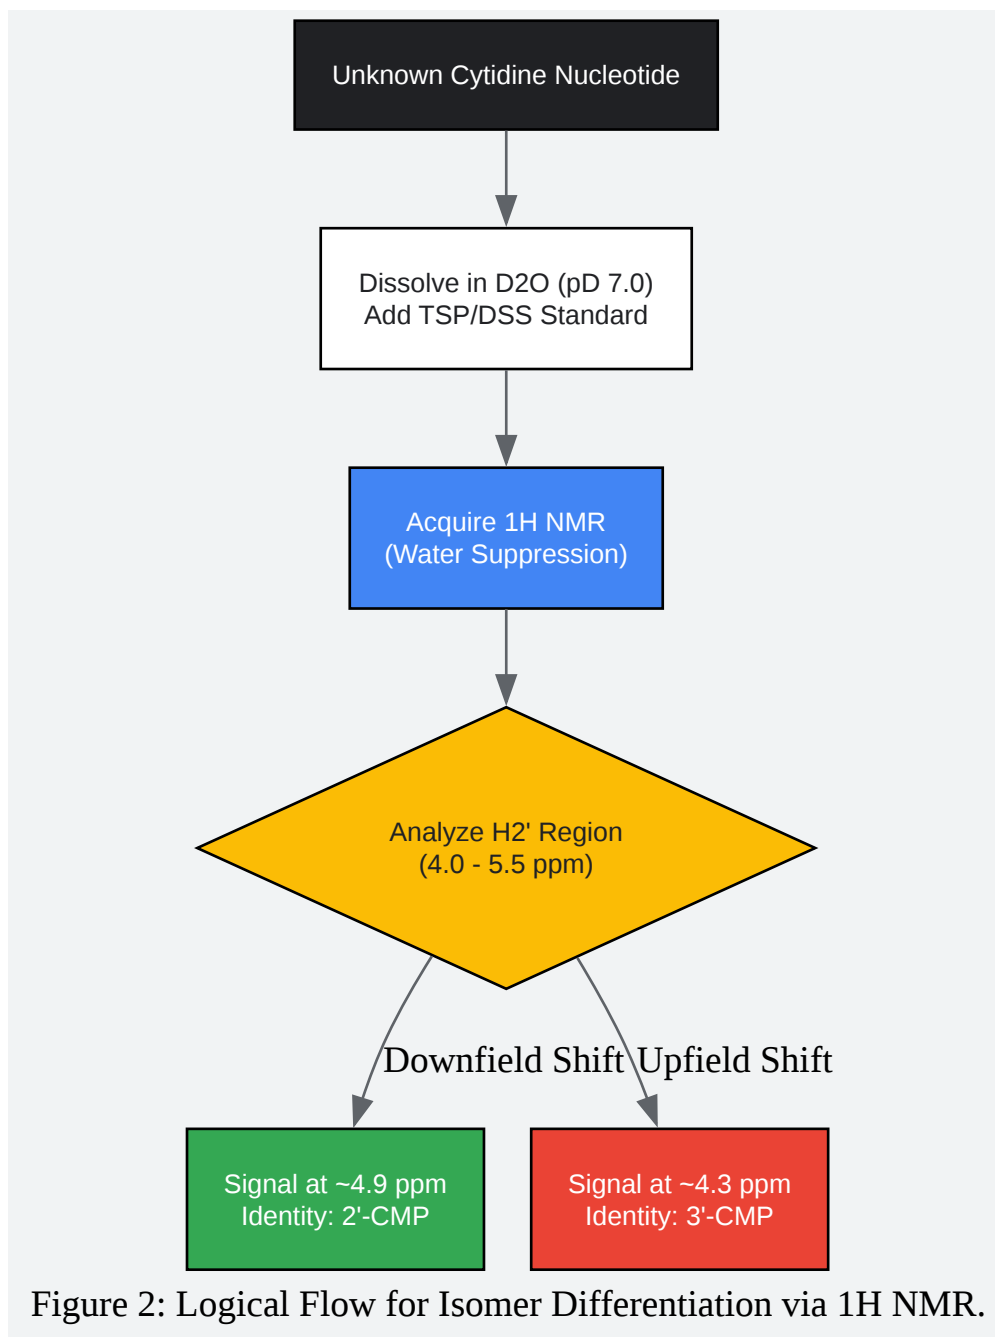 Unknown Cytidine Nucleotide
Dissolve in D2O (pD 7.0)
Add TSP/DSS Standard
Acquire 1H NMR
(Water Suppression)
Analyze H2' Region
(4.0 - 5.5 ppm)
Downfield Shift
Upfield Shift
Signal at ~4.9 ppm
Identity: 2'-CMP
Signal at ~4.3 ppm
Identity: 3'-CMP
Figure 2: Logical Flow for Isomer Differentiation via 1H NMR.